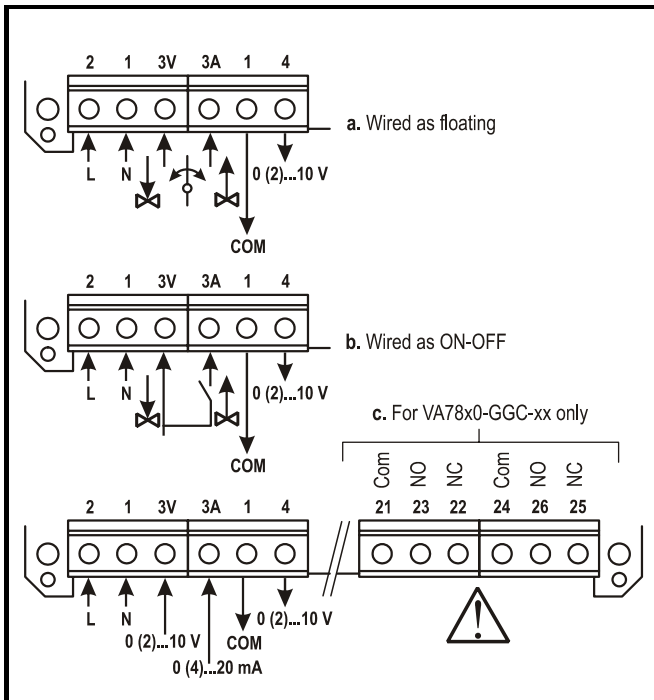 2 1 3V 3A 1 4
a. Wired as floating
L N 0 (2)...10 V
COM
2 1 3V 3A 1 4
b. Wired as ON-OFF
L N 0 (2)...10 V
COM
c. For VA78x0-GGC-xx only
Com NO NC Com NO NC
2 1 3V 3A 1 4 21 23 22 24 26 25
L N 0 (2)...10 V
0 (2)...10 V COM
0 (4)...20 mA
!